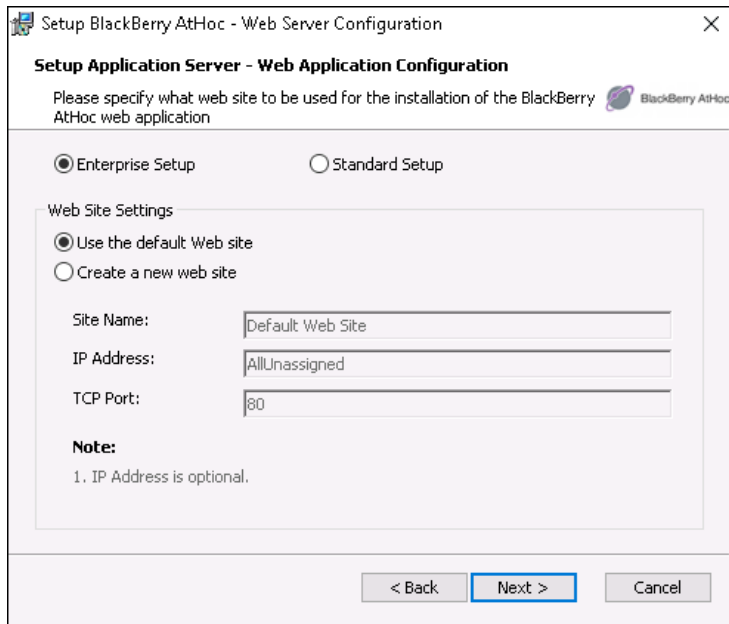 Setup BlackBerry AtHoc - Web Server Configuration
Setup Application Server - Web Application Configuration
Please specify what web site to be used for the installation of the BlackBerry
AtHoc web application
BlackBerry AtHoc
Enterprise Setup
Standard Setup
Web Site Settings
Use the default Web site
Create a new web site
Site Name:
Default Web Site
IP Address:
AllUnassigned
TCP Port:
80
Note:
1. IP Address is optional.
< Back
Next >
Cancel